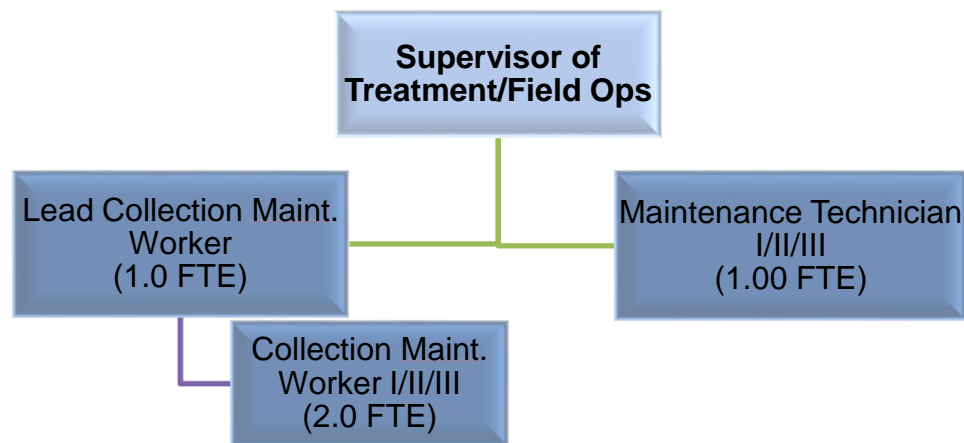 Supervisor of
Treatment/Field Ops
Lead Collection Maint.
Worker
(1.0 FTE)
Maintenance Technician
I/II/III
(1.00 FTE)
Collection Maint.
Worker I/II/III
(2.0 FTE)